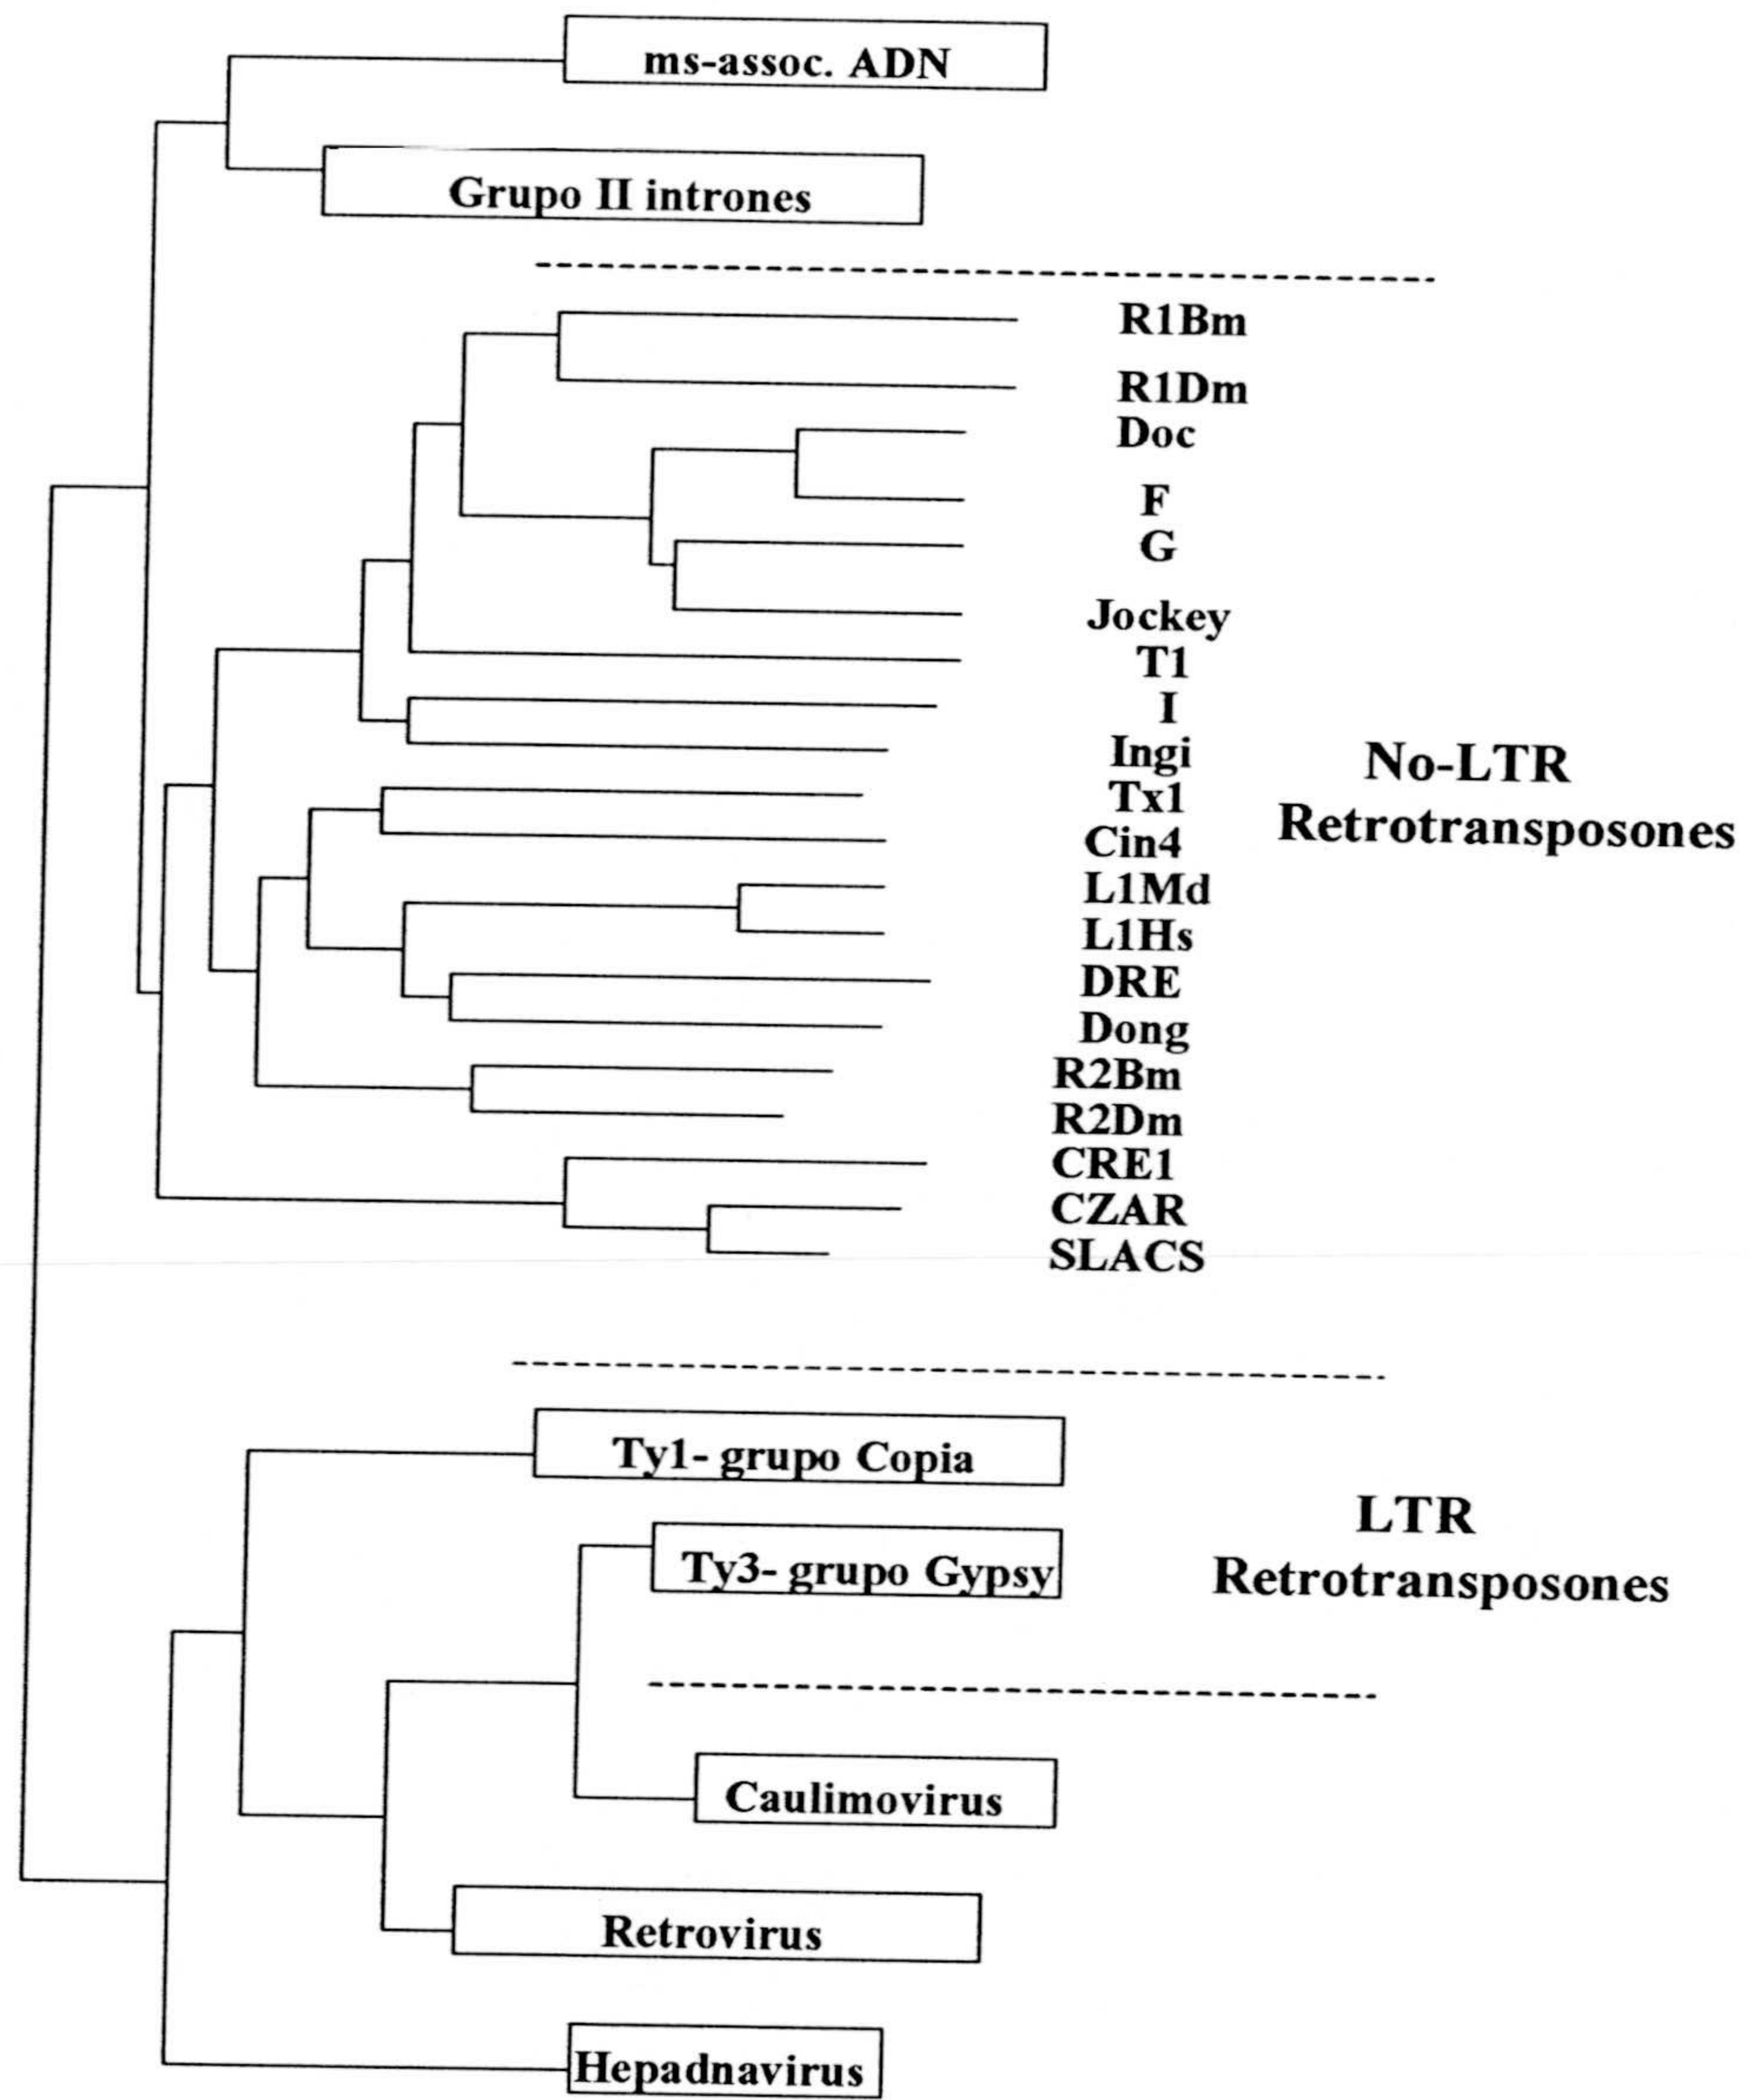 ms-assoc. ADN
Grupo II intrones
R1Bm
R1Dm
Doc
F
G
Jockey
T1
I
Ingi
Tx1
Cin4
L1Md
L1Hs
DRE
Dong
R2Bm
R2Dm
CRE1
CZAR
SLACS
No-LTR
Retrotransposones
Ty1- grupo Copia
Ty3- grupo Gypsy
LTR
Retrotransposones
Caulimovirus
Retrovirus
Hepadnavirus